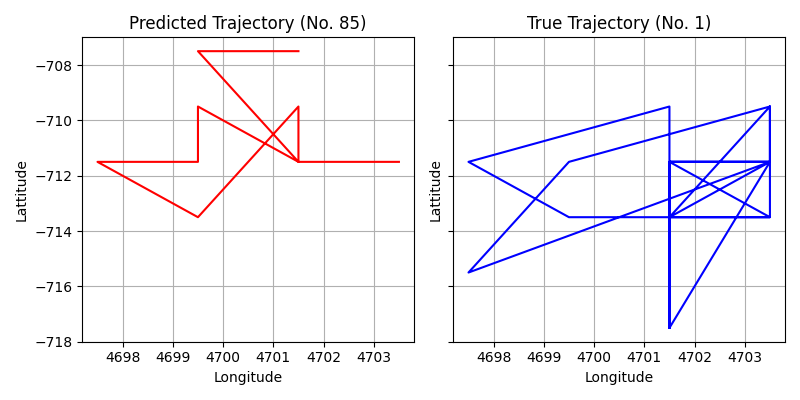 Predicted Trajectory (No. 85)
True Trajectory (No. 1)
−708
−710
−712
−714
−716
−718
Lattitude
Lattitude
4698 4699 4700 4701 4702 4703
4698 4699 4700 4701 4702 4703
Longitude
Longitude